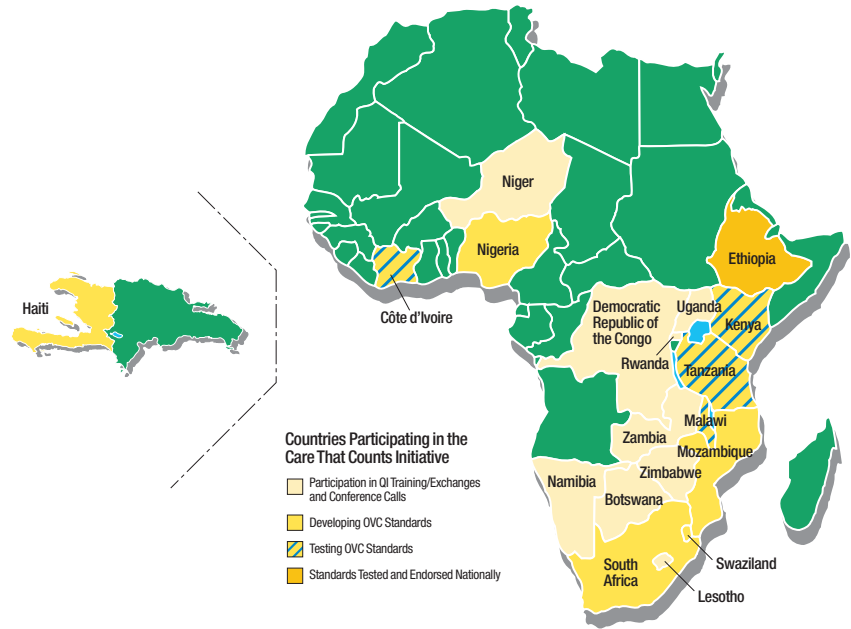 Niger
Nigeria
Ethiopia
Haiti
Côte d’Ivoire
Democratic
Republic of
the Congo
Uganda
Kenya
Rwanda
Tanzania
Malawi
Zambia
Mozambique
Zimbabwe
Namibia
Botswana
South
Africa
Swaziland
Lesotho
Countries Participating in the
Care That Counts Initiative
Participation in QI Training/Exchanges
and Conference Calls
Developing OVC Standards
Testing OVC Standards
Standards Tested and Endorsed Nationally